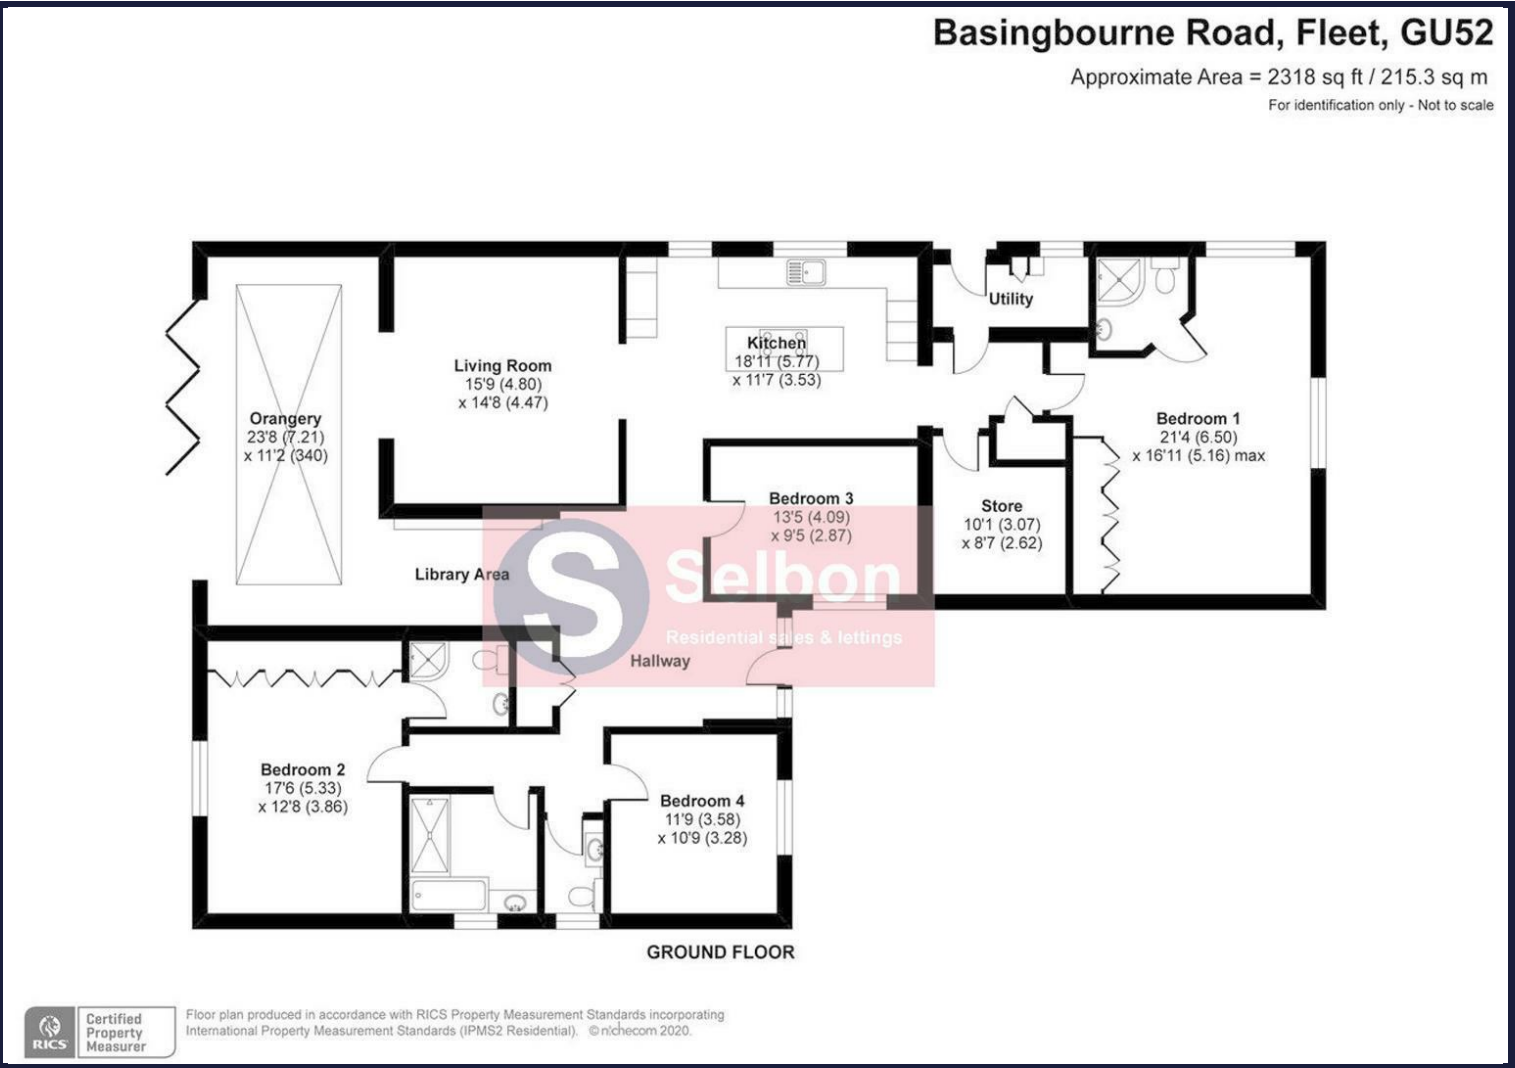 Basingbourne Road, Fleet, GU52
Approximate Area = 2318 sq ft / 215.3 sq m
For identification only - Not to scale
Utility
Kitchen
18'11 (5.77)
x 11'7 (3.53)
Living Room
15'9 (4.80)
x 14'8 (4.47)
Orangery
23'8 (7.21)
x 11'2 (340)
Bedroom 1
21'4 (6.50)
x 16'11 (5.16) max
Bedroom 3
13'5 (4.09)
x 9'5 (2.87)
Store
10'1 (3.07)
x 8'7 (2.62)
Library Area
S Selbon
Residential sales & lettings
Hallway
Bedroom 2
17'6 (5.33)
x 12'8 (3.86)
Bedroom 4
11'9 (3.58)
x 10'9 (3.28)
GROUND FLOOR
RICS
Certified
Property
Measurer
Floor plan produced in accordance with RICS Property Measurement Standards incorporating
International Property Measurement Standards (IPMS2 Residential). © nichecom 2020.